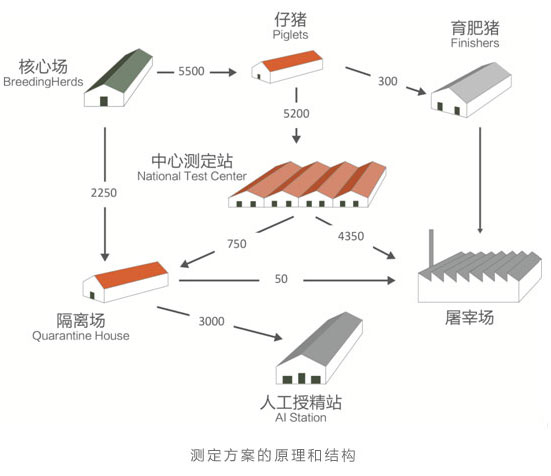 仔猪
Piglets
育肥猪
Finishers
核心场
BreedingHerds
5500
300
5200
中心测定站
National Test Center
2250
750
4350
50
隔离场
Quarantine House
3000
屠宰场
人工授精站
AI Station
测定方案的原理和结构